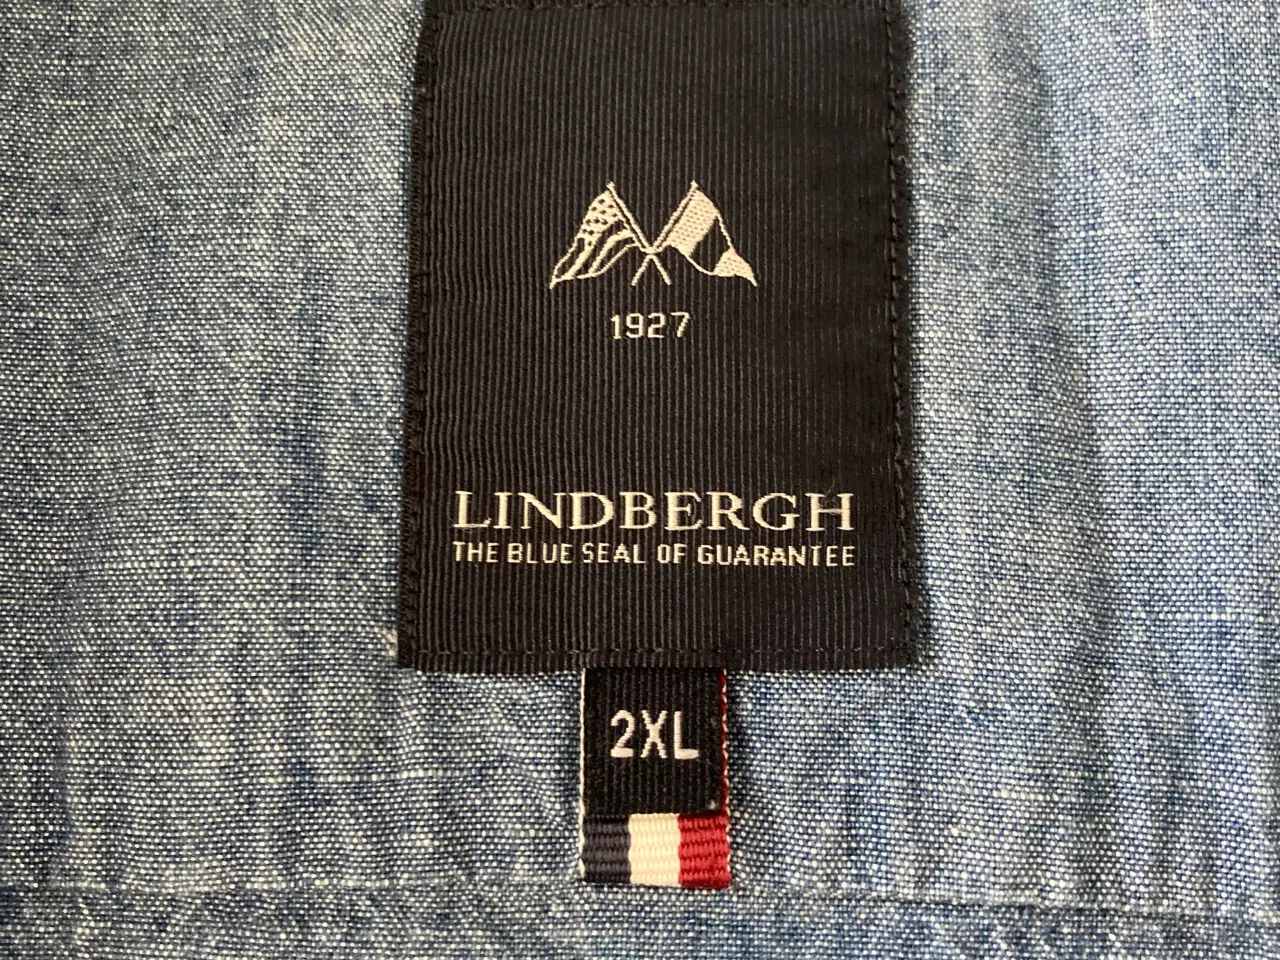 1927
LINDBERGH
THE BLUE SEAL OF GUARANTEE
2XL